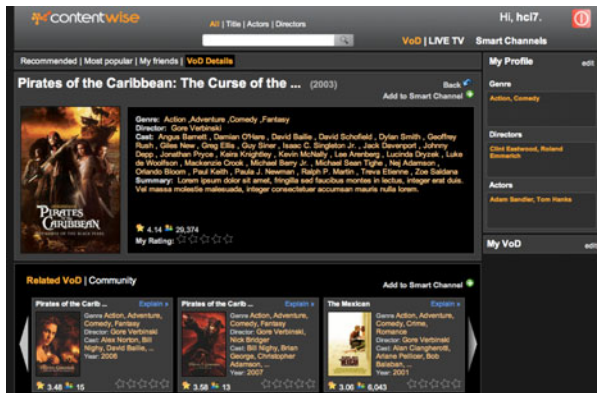 contentwise
All | Title | Actors | Directors
Hi, hci7.
VoD | LIVE TV Smart Channels
Recommended | Most popular | My friends | VoD Details
Pirates of the Caribbean: The Curse of the ... (2003)
Back
Add to Smart Channel
PIRATES
CARIBBEAN
Genre: Action ,Adventure ,Comedy ,Fantasy
Director: Gore Verbinski
Cast: Angus Barnett , Damian O'Hare , David Bailie , David Schofield , Dylan Smith , Geoffrey
Rush , Giles New , Greg Ellis , Guy Siner , Isaac C. Singleton Jr. , Jack Davenport , Johnny
Depp , Jonathan Pryce , Keira Knightley , Kevin McNally , Lee Arenberg , Lucinda Dryzek , Luke
de Woolfson , Mackenzie Crook , Michael Berry Jr. , Michael Sean Tighe , Nej Adamson ,
Orlando Bloom , Paul Keith , Paula J. Newman , Ralph P. Martin , Treva Etienne , Zoe Saldana
Summary: Lorem ipsum dolor sit amet, fringilla sed faucibus montes in lectus, integer erat duis.
Vel massa molestie malesuada, integer consectetuer accumsan mauris nulla lorem.
4.14 29,374
My Rating:
My Profile edit
Genre
Action, Comedy
Directors
Clint Eastwood, Roland
Emmerich
Actors
Adam Sandler, Tom Hanks
My VoD edit
Related VoD | Community
Add to Smart Channel
Pirates of the Carib ... Explain »
Genre Action, Adventure,
Comedy, Fantasy
Director: Gore Verbinski
Cast: Alex Norton, Bill
Nighy, David Bailie, ...
Year: 2006
3.48 15
Pirates of the Carib ... Explain »
Genre Action, Adventure,
Comedy, Fantasy
Director: Gore Verbinski,
Nick Bridger
Cast: Bill Nighy, Brian
George, Christopher
Adamson, ...
Year: 2007
3.58 13
The Mexican Explain »
Genre Action, Adventure,
Comedy, Crime,
Romance
Director: Gore Verbinski
Cast: Alan Ciangherotti,
Ariane Pellicer, Bob
Balaban, ...
Year: 2001
3.06 6,043